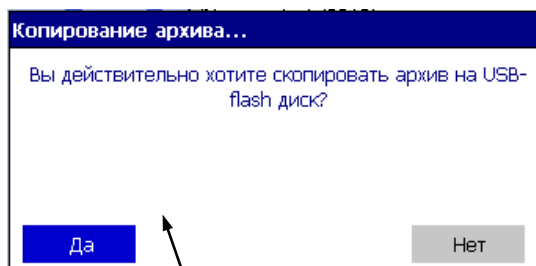 Копирование архива...
Вы действительно хотите скопировать архив на USB-
flash диск?
Да
Нет